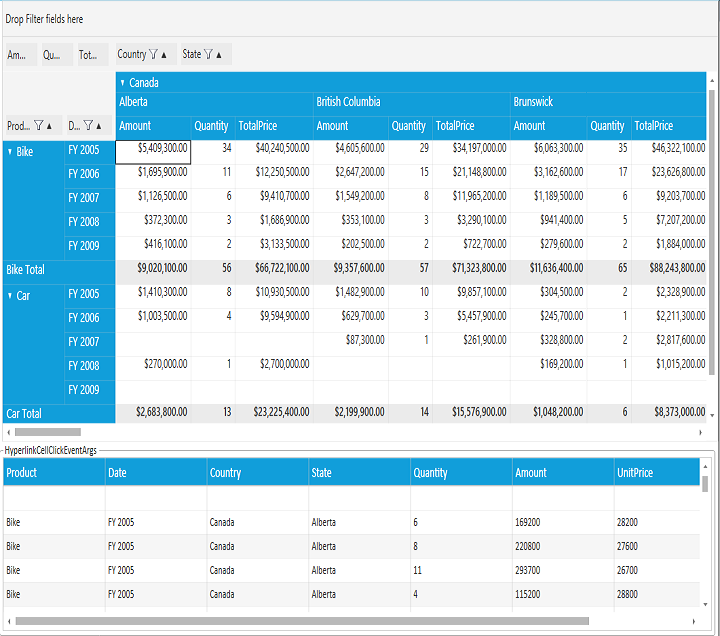 Drop Filter fields here
Am... Qu... Tot... Country State
Canada
Alberta British Columbia Brunswick
Prod... D... Amount Quantity TotalPrice Amount Quantity TotalPrice Amount Quantity TotalPrice
Bike FY 2005 $5,409,300.00 34 $40,240,500.00 $4,605,600.00 29 $34,197,000.00 $6,063,300.00 35 $46,322,100.00
FY 2006 $1,695,900.00 11 $12,250,500.00 $2,647,200.00 15 $21,148,800.00 $3,162,600.00 17 $23,626,800.00
FY 2007 $1,126,500.00 6 $9,410,700.00 $1,549,200.00 8 $11,965,200.00 $1,189,500.00 6 $9,203,700.00
FY 2008 $372,300.00 3 $1,686,900.00 $353,100.00 3 $3,290,100.00 $941,400.00 5 $7,207,200.00
FY 2009 $416,100.00 2 $3,133,500.00 $202,500.00 2 $722,700.00 $279,600.00 2 $1,884,000.00
Bike Total $9,020,100.00 56 $66,722,100.00 $9,357,600.00 57 $71,323,800.00 $11,636,400.00 65 $88,243,800.00
Car FY 2005 $1,410,300.00 8 $10,930,500.00 $1,482,900.00 10 $9,857,100.00 $304,500.00 2 $2,328,900.00
FY 2006 $1,003,500.00 4 $9,594,900.00 $629,700.00 3 $5,457,900.00 $245,700.00 1 $2,211,300.00
FY 2007 $87,300.00 1 $261,900.00 $328,800.00 2 $2,817,600.00
FY 2008 $270,000.00 1 $2,700,000.00 $169,200.00 1 $1,015,200.00
FY 2009
Car Total $2,683,800.00 13 $23,225,400.00 $2,199,900.00 14 $15,576,900.00 $1,048,200.00 6 $8,373,000.00
HyperlinkCellClickEventArgs
Product Date Country State Quantity Amount UnitPrice
Bike FY 2005 Canada Alberta 6 169200 28200
Bike FY 2005 Canada Alberta 8 220800 27600
Bike FY 2005 Canada Alberta 11 293700 26700
Bike FY 2005 Canada Alberta 4 115200 28800